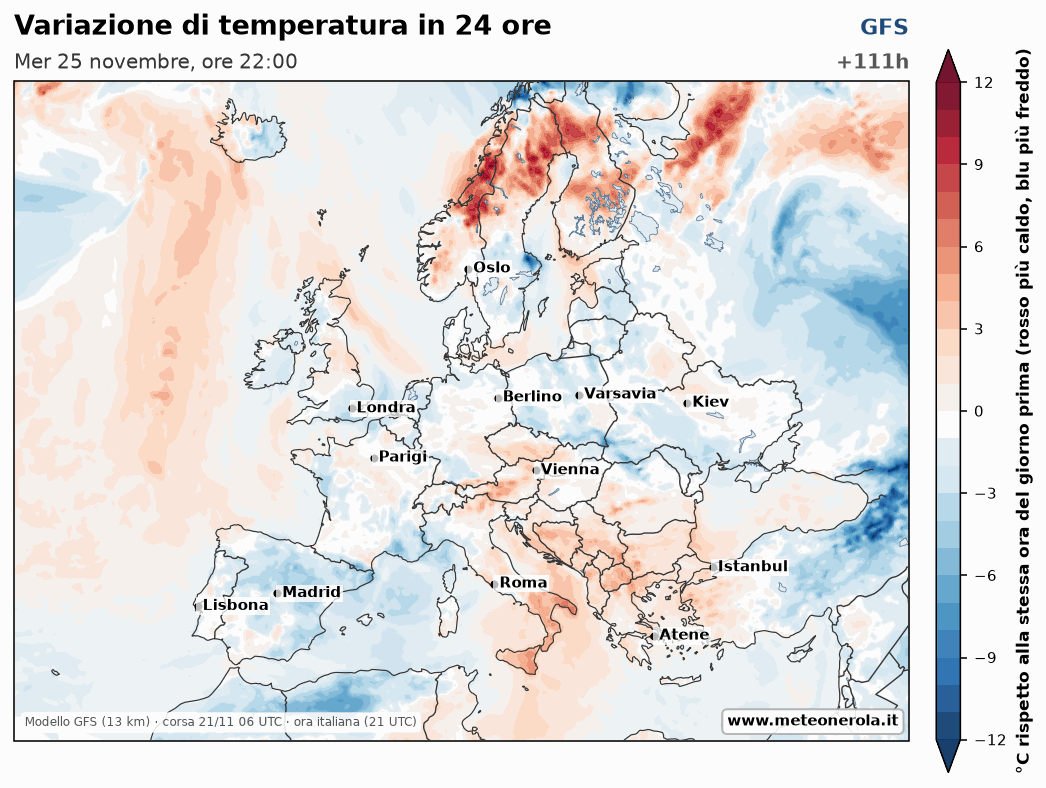 Variazione di temperatura in 24 ore
GFS
Mer 25 novembre, ore 22:00
+111h
Oslo
Londra
Berlino
Varsavia
Kiev
Parigi
Vienna
Istanbul
Roma
Madrid
Lisbona
Atene
Modello GFS (13 km) · corsa 21/11 06 UTC · ora italiana (21 UTC)
www.meteonerola.it
12
9
6
3
0
−3
−6
−9
−12
°C rispetto alla stessa ora del giorno prima (rosso più caldo, blu più freddo)